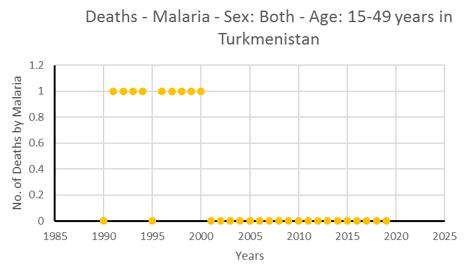 Deaths - Malaria - Sex: Both - Age: 15-49 years in
Turkmenistan
No. of Deaths by Malaria
1.2
1
0.8
0.6
0.4
0.2
0
1985 1990 1995 2000 2005 2010 2015 2020 2025
Years